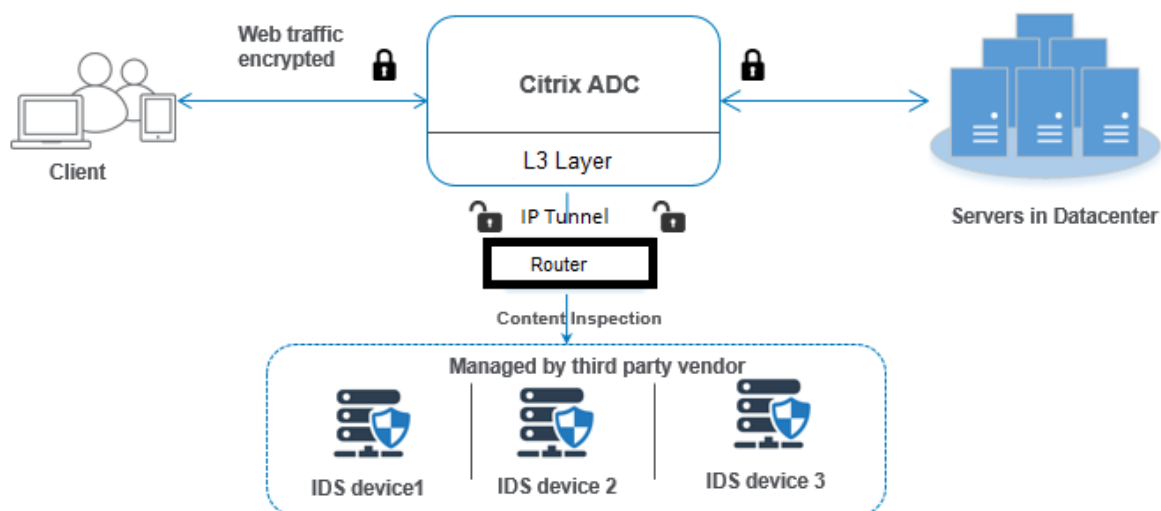 Web traffic
encrypted
Citrix ADC
L3 Layer
Client
Servers in Datacenter
IP Tunnel
Router
Content Inspection
Managed by third party vendor
IDS device1
IDS device 2
IDS device 3